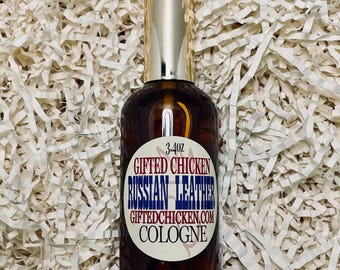 3-4OZ
GIFTED CHICKEN
RUSSIAN LEATHER
GIFTEDCHICKEN.COM
COLOGNE